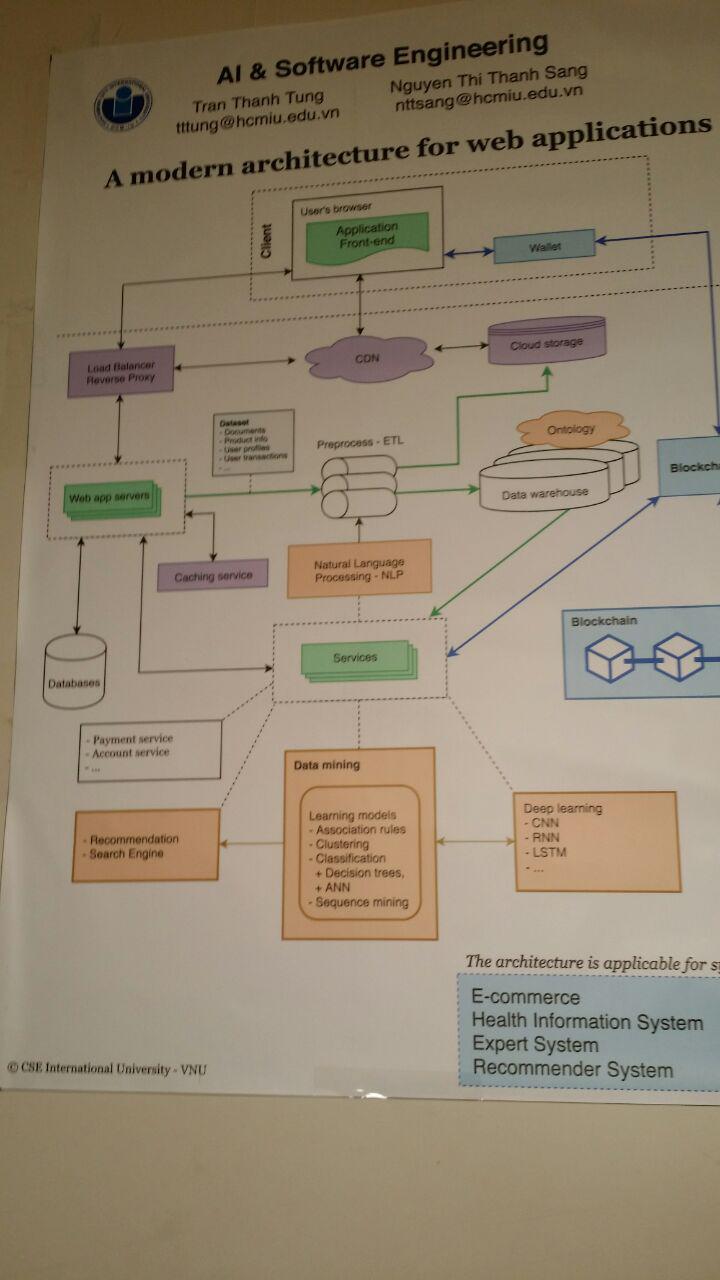 AI & Software Engineering
Tran Thanh Tung
tttung@hcmiu.edu.vn
Nguyen Thi Thanh Sang
nttsang@hcmiu.edu.vn
A modern architecture for web applications
Client
User's browser
Application
Front-end
Wallet
Load Balancer
Reverse Proxy
CDN
Cloud storage
Dataset
- Documents
- Product info
- User profiles
- User transactions
- ...
Preprocess - ETL
Ontology
Data warehouse
Blockch
Web app servers
Caching service
Natural Language
Processing - NLP
Databases
Services
Blockchain
- Payment service
- Account service
- ...
- Recommendation
- Search Engine
Data mining
Learning models
- Association rules
- Clustering
- Classification
+ Decision trees,
+ ANN
- Sequence mining
Deep learning
- CNN
- RNN
- LSTM
- ...
The architecture is applicable for
E-commerce
Health Information System
Expert System
Recommender System
© CSE International University - VNU